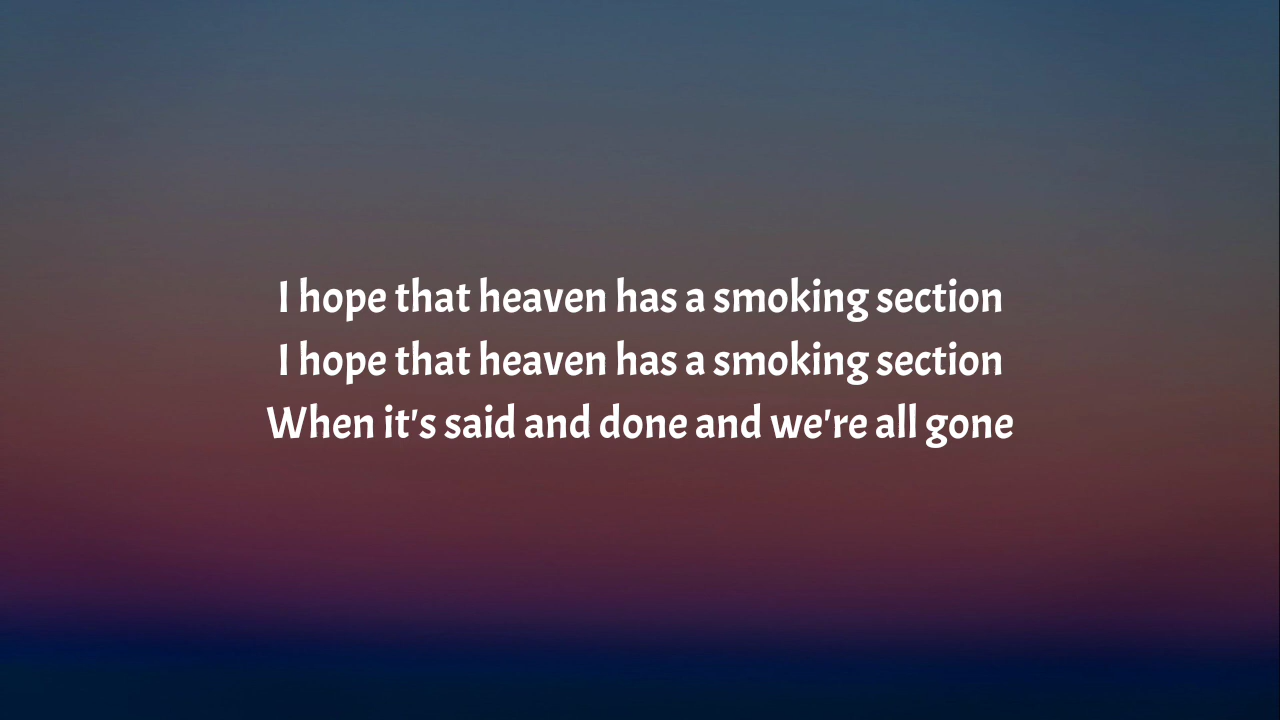 I hope that heaven has a smoking section
I hope that heaven has a smoking section
When it's said and done and we're all gone